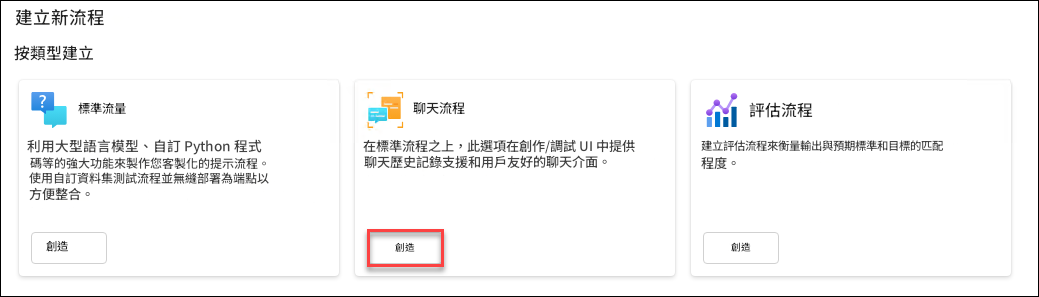 建立新流程
按類型建立
標準流量
利用大型語言模型、自訂 Python 程式
碼等的強大功能來製作您客製化的提示流程。
使用自訂資料集測試流程並無縫部署為端點以
方便整合。
創造
聊天流程
在標準流程之上，此選項在創作/調試 UI 中提供
聊天歷史記錄支援和用戶友好的聊天介面。
創造
評估流程
建立評估流程來衡量輸出與預期標準和目標的匹配
程度。
創造